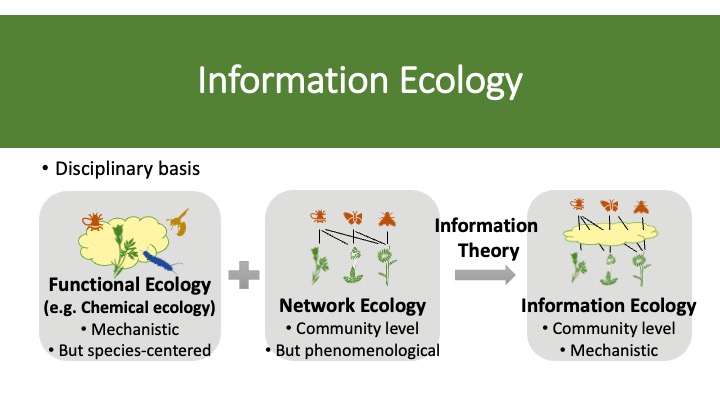 Information Ecology
• Disciplinary basis
Functional Ecology
(e.g. Chemical ecology)
• Mechanistic
• But species-centered
Network Ecology
• Community level
• But phenomenological
Information
Theory
Information Ecology
• Community level
• Mechanistic